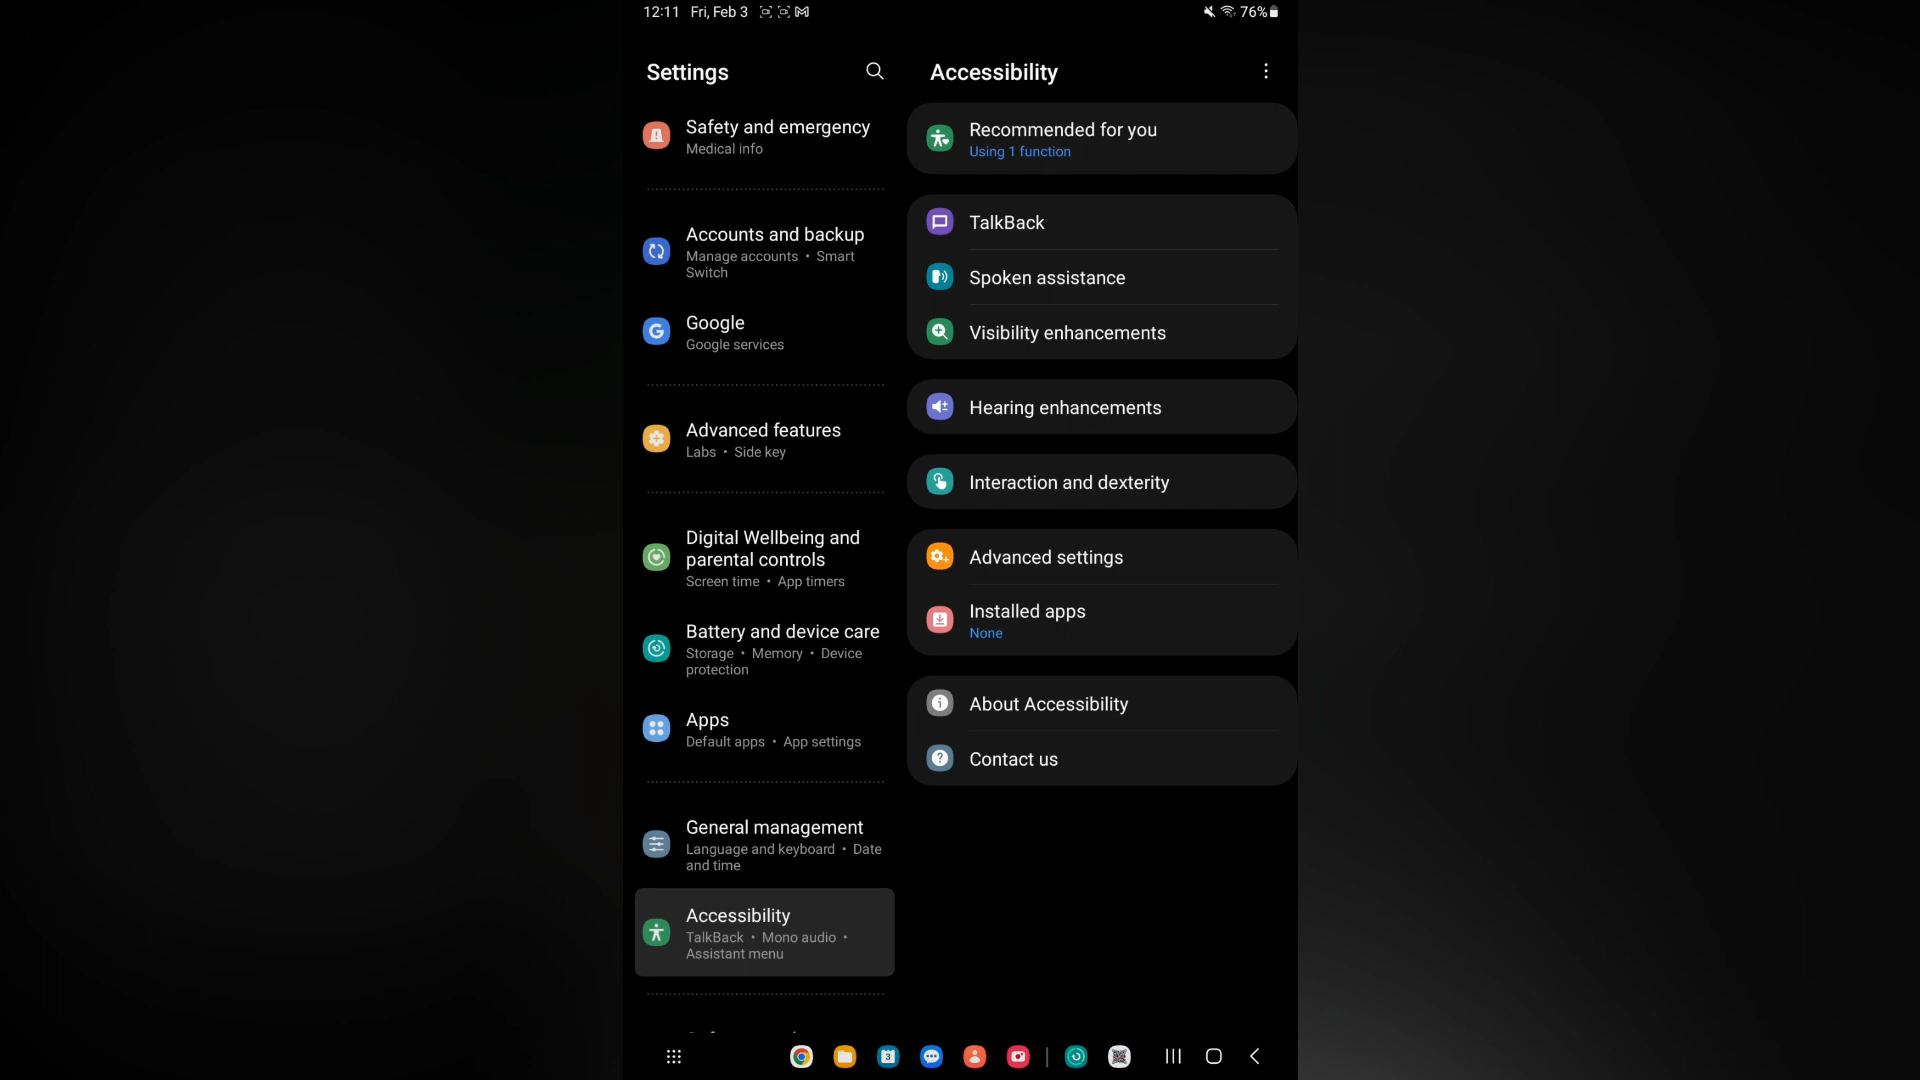 12:11 Fri, Feb 3
76%
Settings
Safety and emergency
Medical info
Accounts and backup
Manage accounts • Smart
Switch
Google
Google services
Advanced features
Labs • Side key
Digital Wellbeing and
parental controls
Screen time • App timers
Battery and device care
Storage • Memory • Device
protection
Apps
Default apps • App settings
General management
Language and keyboard • Date
and time
Accessibility
TalkBack • Mono audio •
Assistant menu
Accessibility
Recommended for you
Using 1 function
TalkBack
Spoken assistance
Visibility enhancements
Hearing enhancements
Interaction and dexterity
Advanced settings
Installed apps
None
About Accessibility
Contact us
3